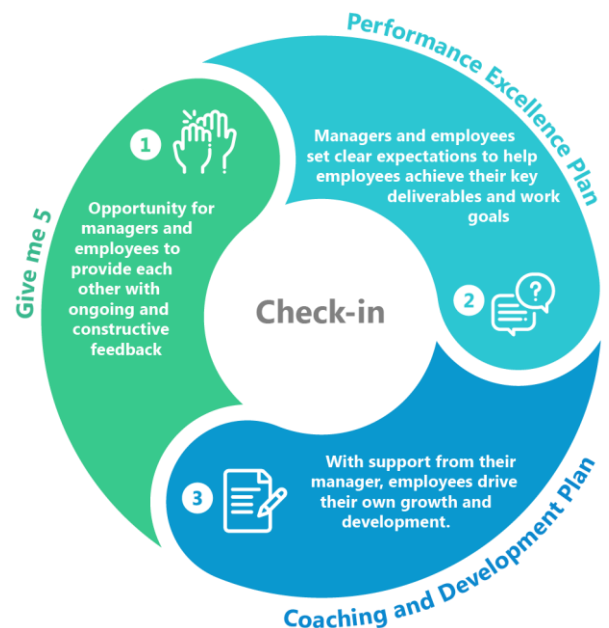 Give me 5
1
Opportunity for
managers and
employees to
provide each
other with
ongoing and
constructive
feedback
Performance Excellence Plan
Managers and employees
set clear expectations to help
employees achieve their key
deliverables and work
goals
2
?
Check-in
3
With support from their
manager, employees drive
their own growth and
development.
Coaching and Development Plan